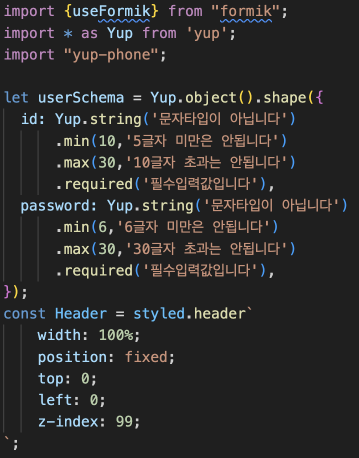 import {useFormik} from "formik";
import * as Yup from 'yup';
import "yup-phone";

let userSchema = Yup.object().shape({
  id: Yup.string('문자타입이 아닙니다')
        .min(10,'5글자 미만은 안됩니다')
        .max(30,'10글자 초과는 안됩니다')
        .required('필수입력값입니다'),
  password: Yup.string('문자타입이 아닙니다')
        .min(6,'6글자 미만은 안됩니다')
        .max(30,'30글자 초과는 안됩니다')
        .required('필수입력값입니다'),
});
const Header = styled.header`
    width: 100%;
    position: fixed;
    top: 0;
    left: 0;
    z-index: 99;
`;